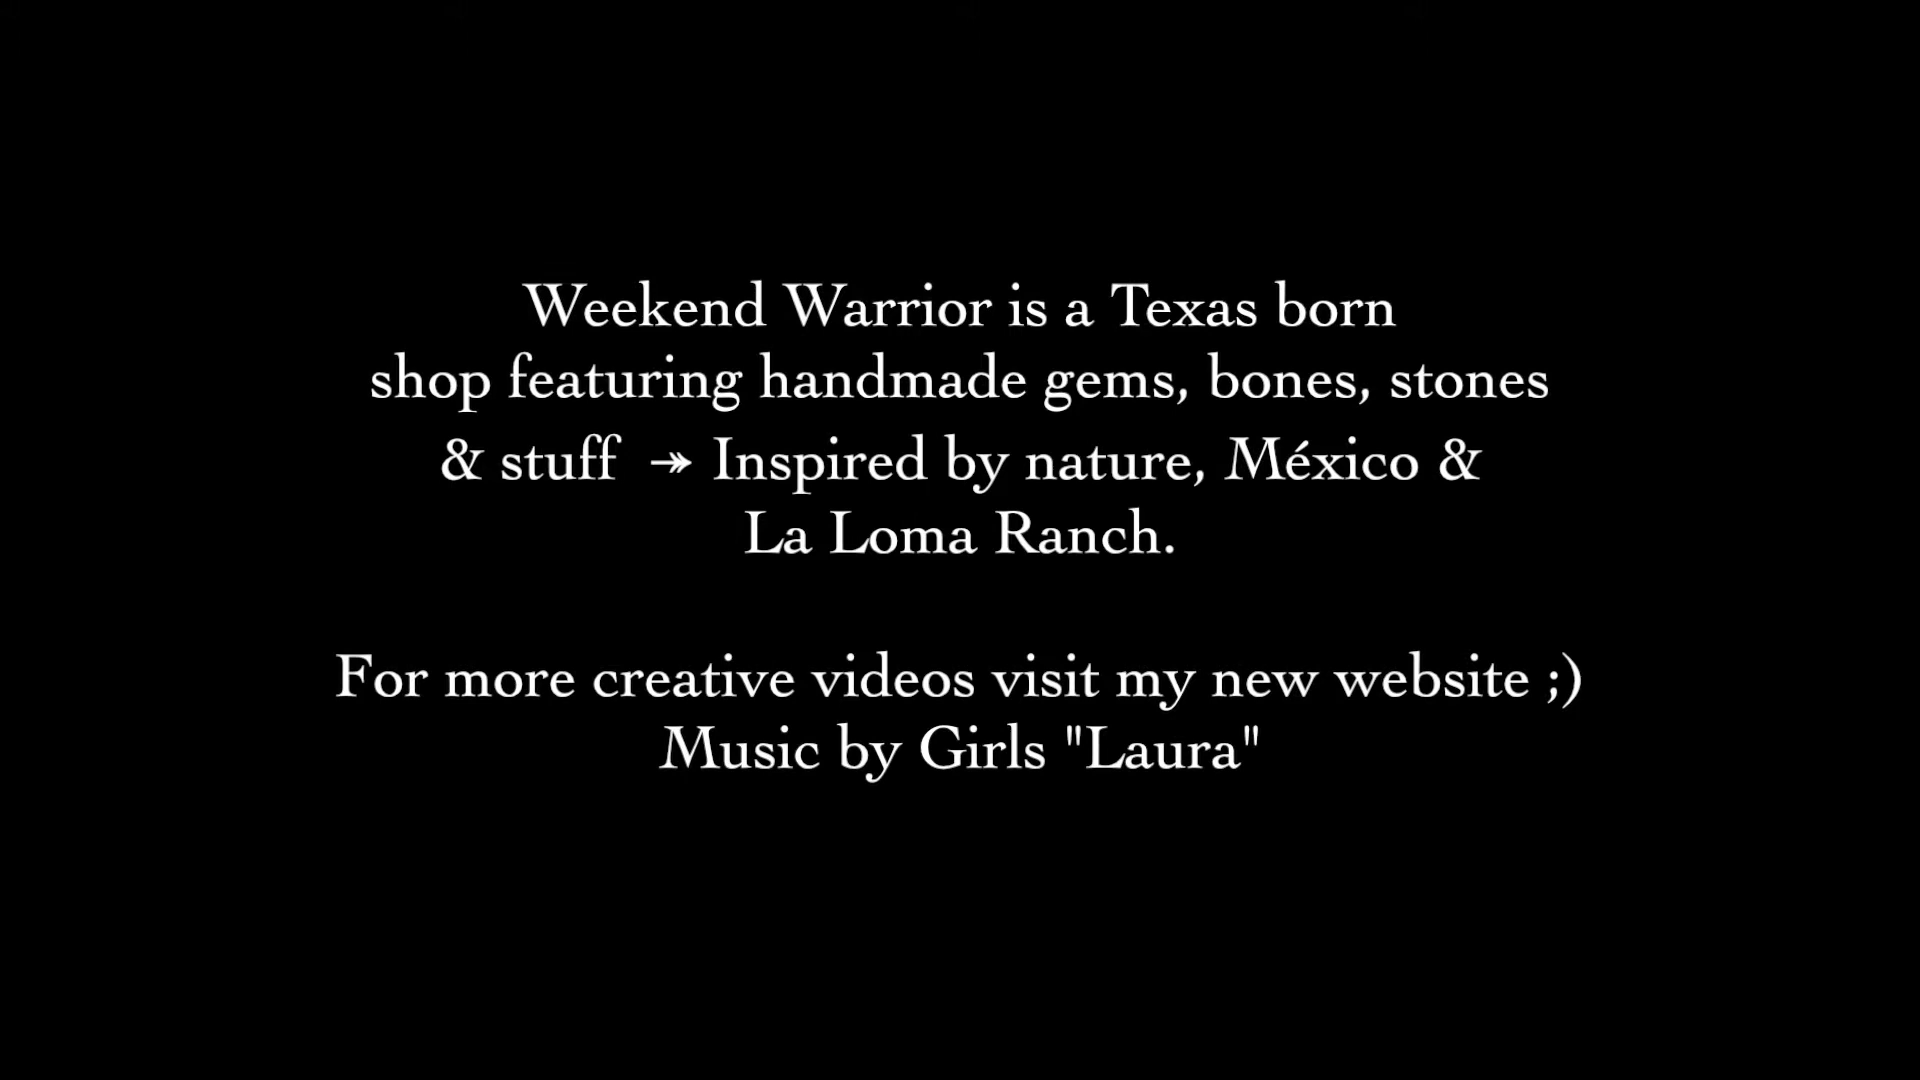 Weekend Warrior is a Texas born
shop featuring handmade gems, bones, stones
& stuff ↠ Inspired by nature, México &
La Loma Ranch.
For more creative videos visit my new website ;)
Music by Girls "Laura"